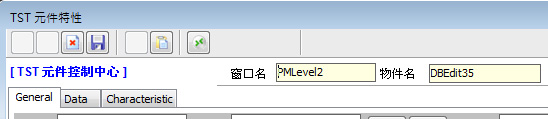 TST 元件特性
[ TST 元件控制中心 ] 窗口名 PMLevel2 物件名 DBEdit35
General Data Characteristic